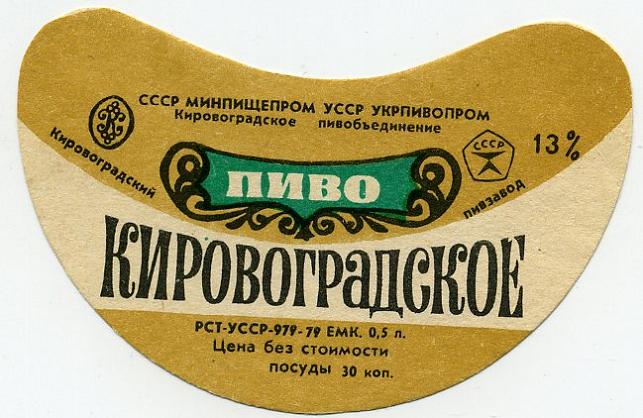 СССР МИНПИЩЕПРОМ УССР УКРПИВОПРОМ
Кировоградское пивобъединение
Кировоградский
СССР
13%
пивзавод
ПИВО
КИРОВОГРАДСКОЕ
РСТ-УССР-979-79 ЕМК. 0,5 л.
Цена без стоимости
посуды 30 коп.